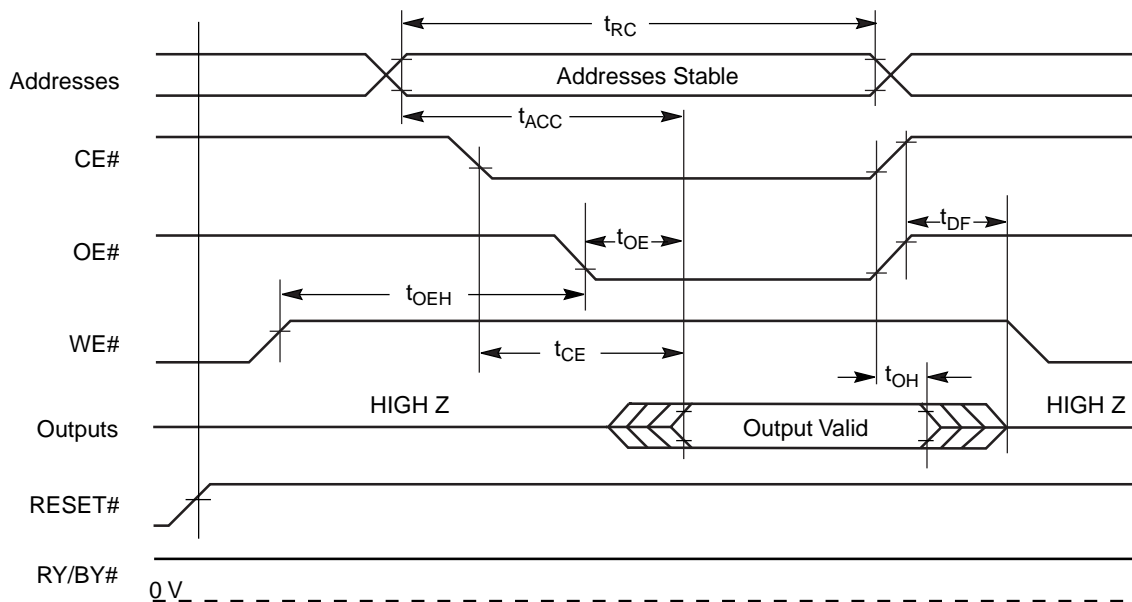 tRC
Addresses
Addresses Stable
tACC
CE#
tDF
OE#
tOE
tOEH
WE#
tCE
tOH
HIGH Z
HIGH Z
Outputs
Output Valid
RESET#
RY/BY#
0 V